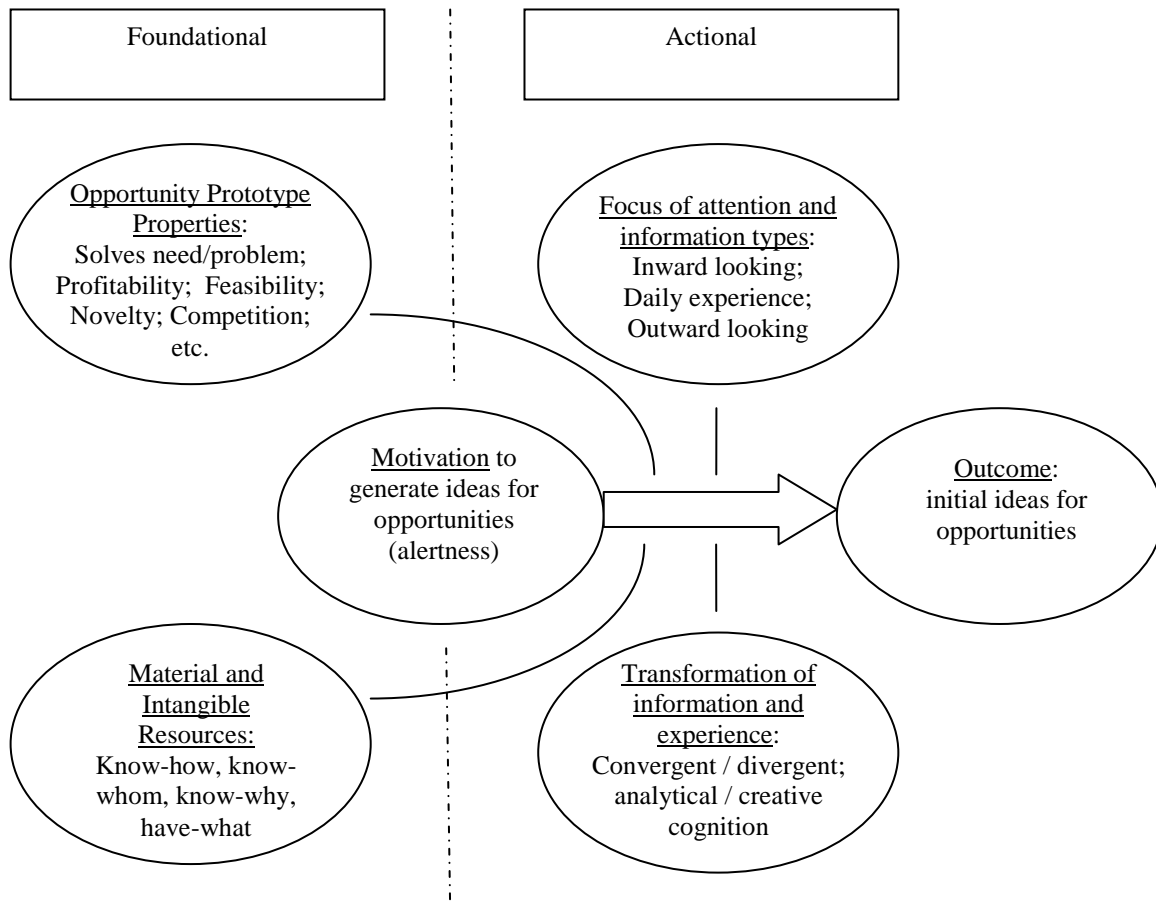 Foundational
Actional
Opportunity Prototype
Properties:
Solves need/problem;
Profitability; Feasibility;
Novelty; Competition;
etc.
Focus of attention and
information types:
Inward looking;
Daily experience;
Outward looking
Motivation to
generate ideas for
opportunities
(alertness)
Outcome:
initial ideas for
opportunities
Material and
Intangible
Resources:
Know-how, know-
whom, know-why,
have-what
Transformation of
information and
experience:
Convergent / divergent;
analytical / creative
cognition